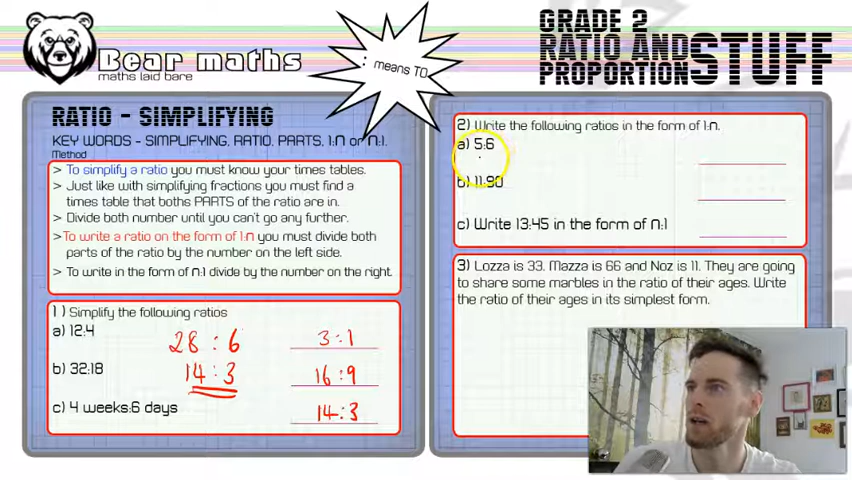 Bear maths
maths laid bare
: means TO
GRADE 2
RATIO AND
PROPORTION
STUFF
RATIO - SIMPLIFYING
KEY WORDS - SIMPLIFYING, RATIO, PARTS, 1:n or n:1.
Method
> To simplify a ratio you must know your times tables.
> Just like with simplifying fractions you must find a
times table that boths PARTS of the ratio are in.
> Divide both number until you can't go any further.
> To write a ratio on the form of 1:n you must divide both
parts of the ratio by the number on the left side.
> To write in the form of n:1 divide by the number on the right.
1 ) Simplify the following ratios
a) 12:4
28 : 6
3 : 1
b) 32:18
14 : 3
16 : 9
c) 4 weeks:6 days
14 : 3
2) Write the following ratios in the form of 1:n.
a) 5:6
b) 11:90
c) Write 13:45 in the form of n:1
3) Lozza is 33. Mazza is 66 and Noz is 11. They are going
to share some marbles in the ratio of their ages. Write
the ratio of their ages in its simplest form.